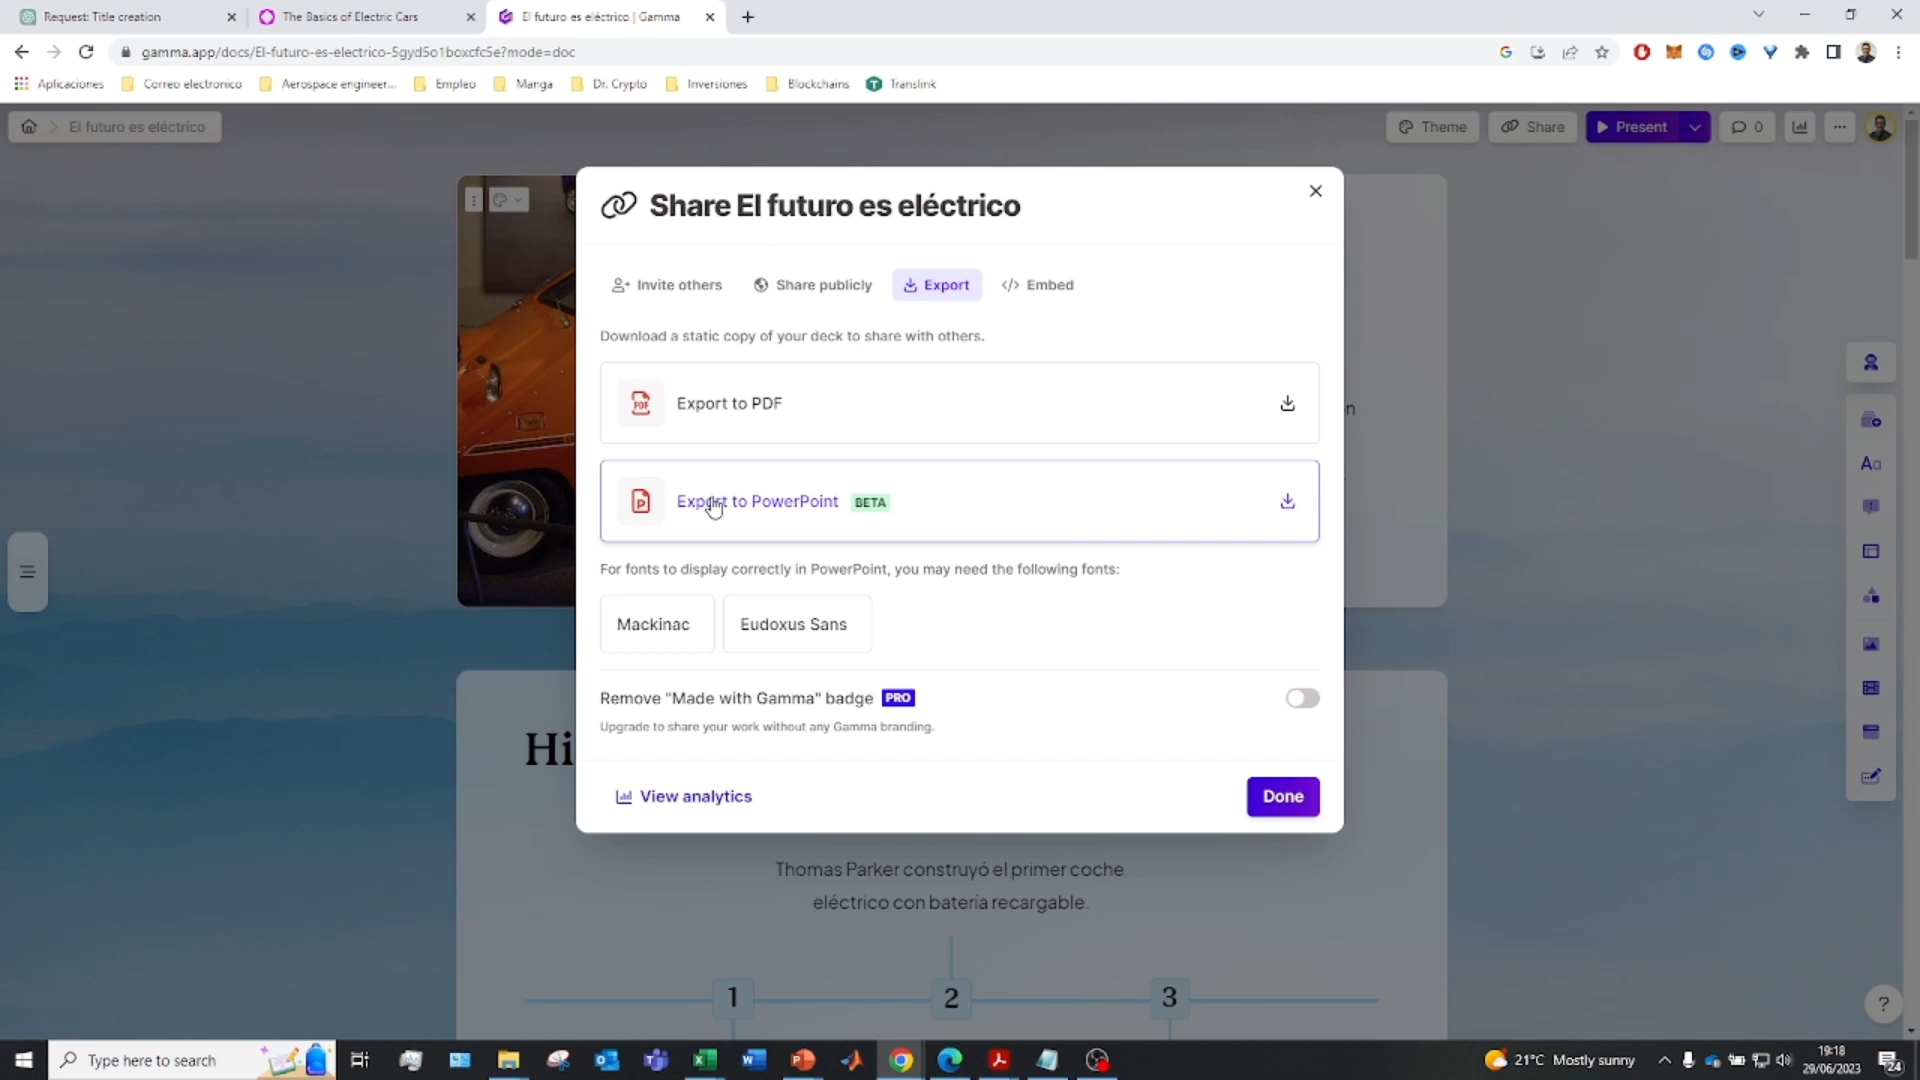 Request: Title creation
The Basics of Electric Cars
El futuro es eléctrico | Gamma
gamma.app/docs/El-futuro-es-electrico-5gyd5o1boxcfc5e?mode=doc
Aplicaciones
Correo electronico
Aerospace engineer...
Empleo
Manga
Dr. Crypto
Inversiones
Blockchains
Translink
El futuro es eléctrico
Theme
Share
Present
0
Share El futuro es eléctrico
Invite others
Share publicly
Export
Embed
Download a static copy of your deck to share with others.
PDF
Export to PDF
Export to PowerPoint BETA
For fonts to display correctly in PowerPoint, you may need the following fonts:
Mackinac
Eudoxus Sans
Remove "Made with Gamma" badge PRO
Upgrade to share your work without any Gamma branding.
View analytics
Done
n
Aa
Hi
Thomas Parker construyó el primer coche
eléctrico con batería recargable.
1
2
3
?
Type here to search
21°C Mostly sunny
19:18
29/06/2023
24